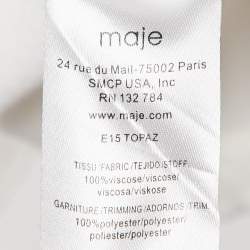 maje
24 rue du Mail-75002 Paris
SMCP USA, Inc
RN 132 784
www.maje.com
E15 TOPAZ
TISSU/FABRIC/TEJIDO/STOFF
100%viscose/viscose/
viscosa/viskose
GARNITURE/TRIMMING/ADORNOS/TRIM.
100%polyester/polyester/
poliester/polyester